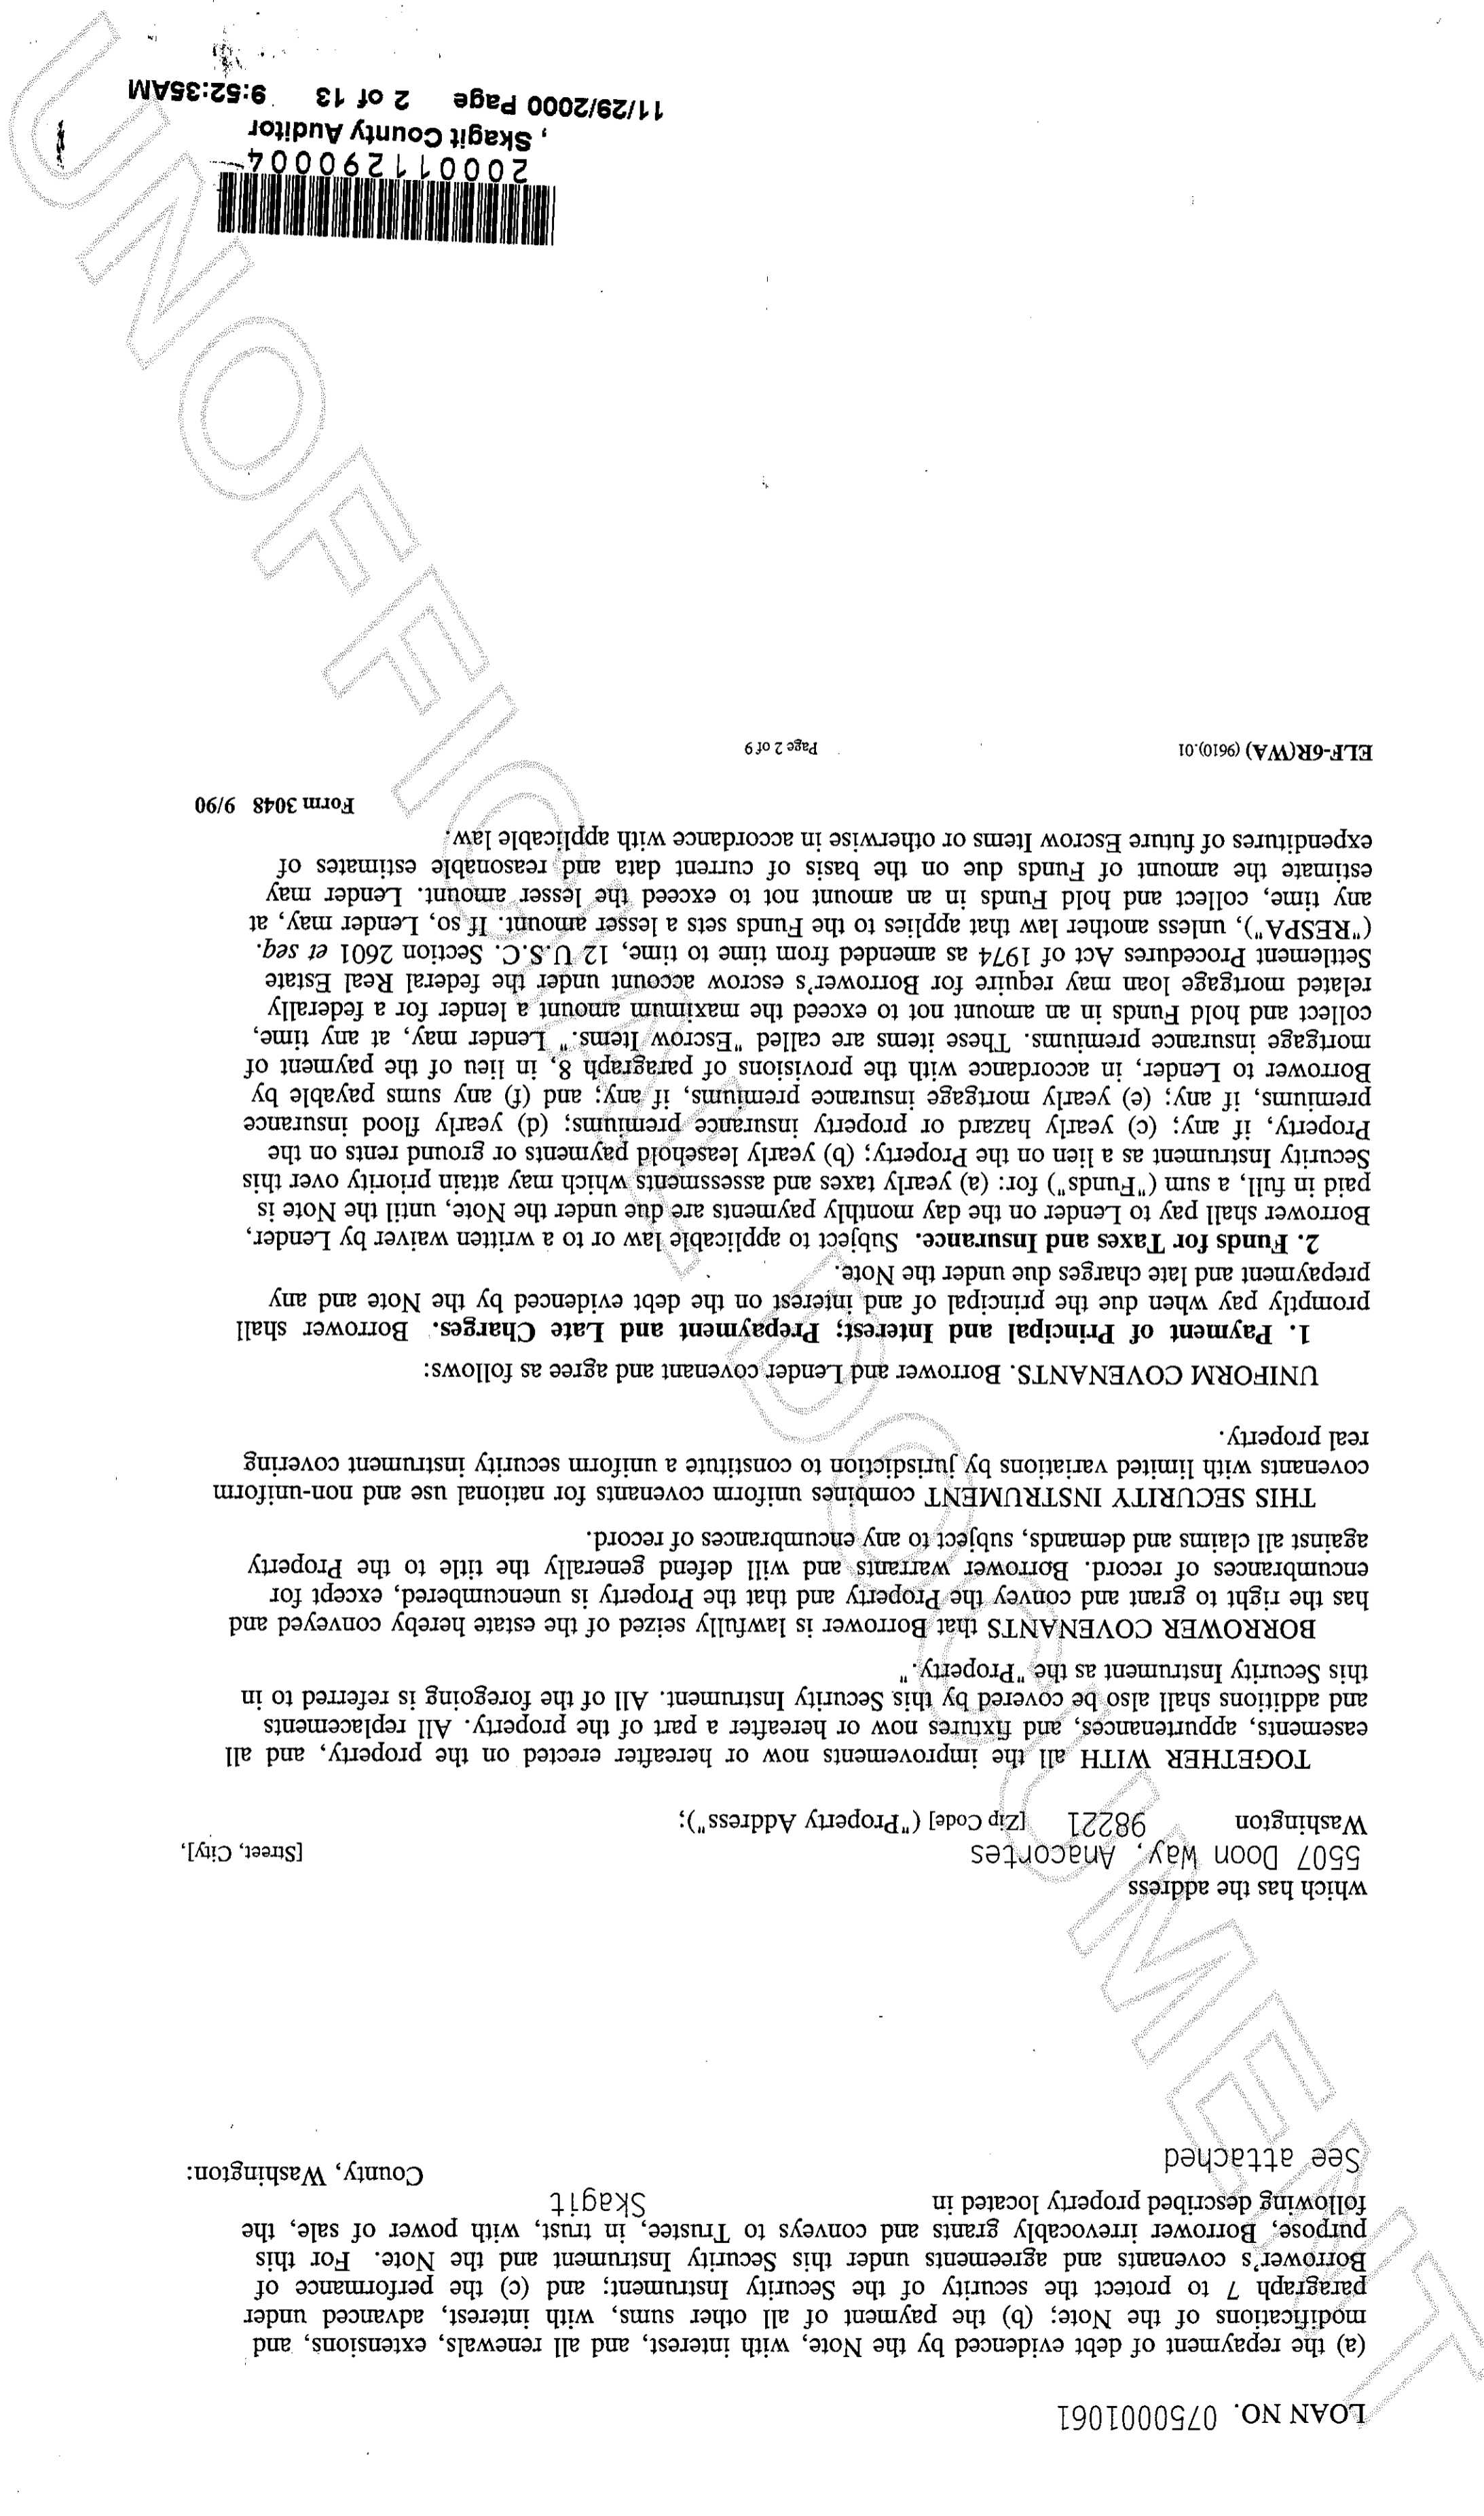 LOAN NO. 0750001061
(a) the repayment of debt evidenced by the Note, with interest, and all renewals, extensions, and
modifications of the Note; (b) the payment of all other sums, with interest, advanced under
paragraph 7 to protect the security of the Security Instrument; and (c) the performance of
Borrower's covenants and agreements under this Security Instrument and the Note. For this
purpose, Borrower irrevocably grants and conveys to Trustee, in trust, with power of sale, the
following described property located in Skagit County, Washington:
See attached
which has the address
5507 Doon Way, Anacortes [Street, City],
Washington 98221 [Zip Code] ("Property Address");
TOGETHER WITH all the improvements now or hereafter erected on the property, and all
easements, appurtenances, and fixtures now or hereafter a part of the property. All replacements
and additions shall also be covered by this Security Instrument. All of the foregoing is referred to in
this Security Instrument as the "Property."
BORROWER COVENANTS that Borrower is lawfully seized of the estate hereby conveyed and
has the right to grant and convey the Property and that the Property is unencumbered, except for
encumbrances of record. Borrower warrants and will defend generally the title to the Property
against all claims and demands, subject to any encumbrances of record.
THIS SECURITY INSTRUMENT combines uniform covenants for national use and non-uniform
covenants with limited variations by jurisdiction to constitute a uniform security instrument covering
real property.
UNIFORM COVENANTS. Borrower and Lender covenant and agree as follows:
1. Payment of Principal and Interest; Prepayment and Late Charges. Borrower shall
promptly pay when due the principal of and interest on the debt evidenced by the Note and any
prepayment and late charges due under the Note.
2. Funds for Taxes and Insurance. Subject to applicable law or to a written waiver by Lender,
Borrower shall pay to Lender on the day monthly payments are due under the Note, until the Note is
paid in full, a sum ("Funds") for: (a) yearly taxes and assessments which may attain priority over this
Security Instrument as a lien on the Property; (b) yearly leasehold payments or ground rents on the
Property, if any; (c) yearly hazard or property insurance premiums; (d) yearly flood insurance
premiums, if any; (e) yearly mortgage insurance premiums, if any; and (f) any sums payable by
Borrower to Lender, in accordance with the provisions of paragraph 8, in lieu of the payment of
mortgage insurance premiums. These items are called "Escrow Items." Lender may, at any time,
collect and hold Funds in an amount not to exceed the maximum amount a lender for a federally
related mortgage loan may require for Borrower's escrow account under the federal Real Estate
Settlement Procedures Act of 1974 as amended from time to time, 12 U.S.C. Section 2601 et seq.
("RESPA"), unless another law that applies to the Funds sets a lesser amount. If so, Lender may, at
any time, collect and hold Funds in an amount not to exceed the lesser amount. Lender may
estimate the amount of Funds due on the basis of current data and reasonable estimates of
expenditures of future Escrow Items or otherwise in accordance with applicable law.
Form 3048 9/90
ELF-6R(WA) (9610).01 Page 2 of 9
200011290004
, Skagit County Auditor
11/29/2000 Page 2 of 13 9:52:35AM
UNOFFICIAL DOCUMENT